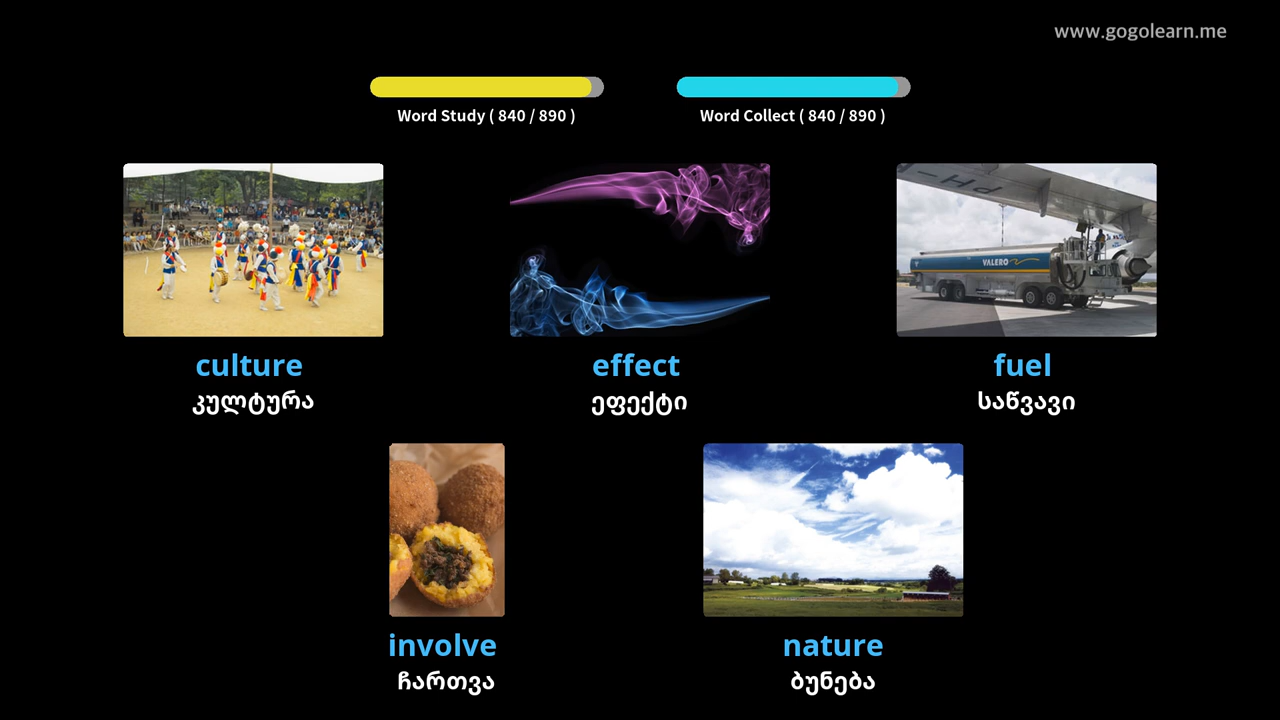 www.gogolearn.me
Word Study ( 840 / 890 )
Word Collect ( 840 / 890 )
PH-
VALERO
culture
effect
fuel
კულტურა
ეფექტი
საწვავი
involve
nature
ჩართვა
ბუნება